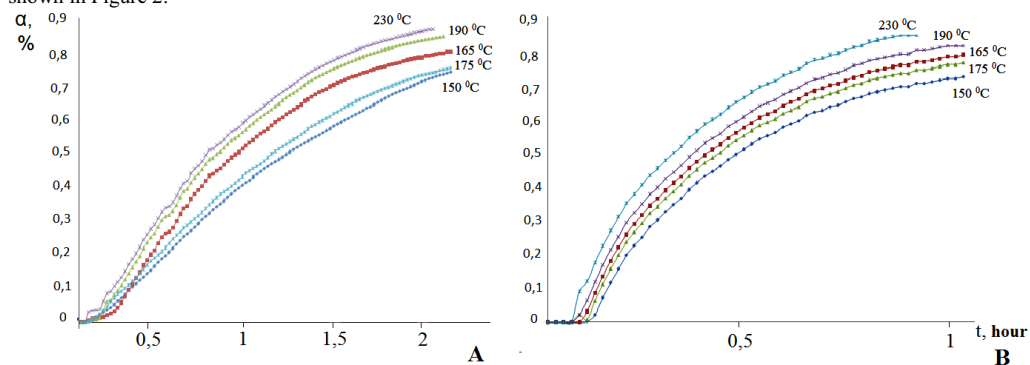 shown in Figure 2.
α,
%
0,9
0,8
0,7
0,6
0,5
0,4
0,3
0,2
0,1
0
230 ⁰C
190 ⁰C
165 ⁰C
175 ⁰C
150 ⁰C
0,5
1
1,5
2
A
0,9
0,8
0,7
0,6
0,5
0,4
0,3
0,2
0,1
0
230 ⁰C
190 ⁰C
165 ⁰C
175 ⁰C
150 ⁰C
0,5
1
t, hour
B